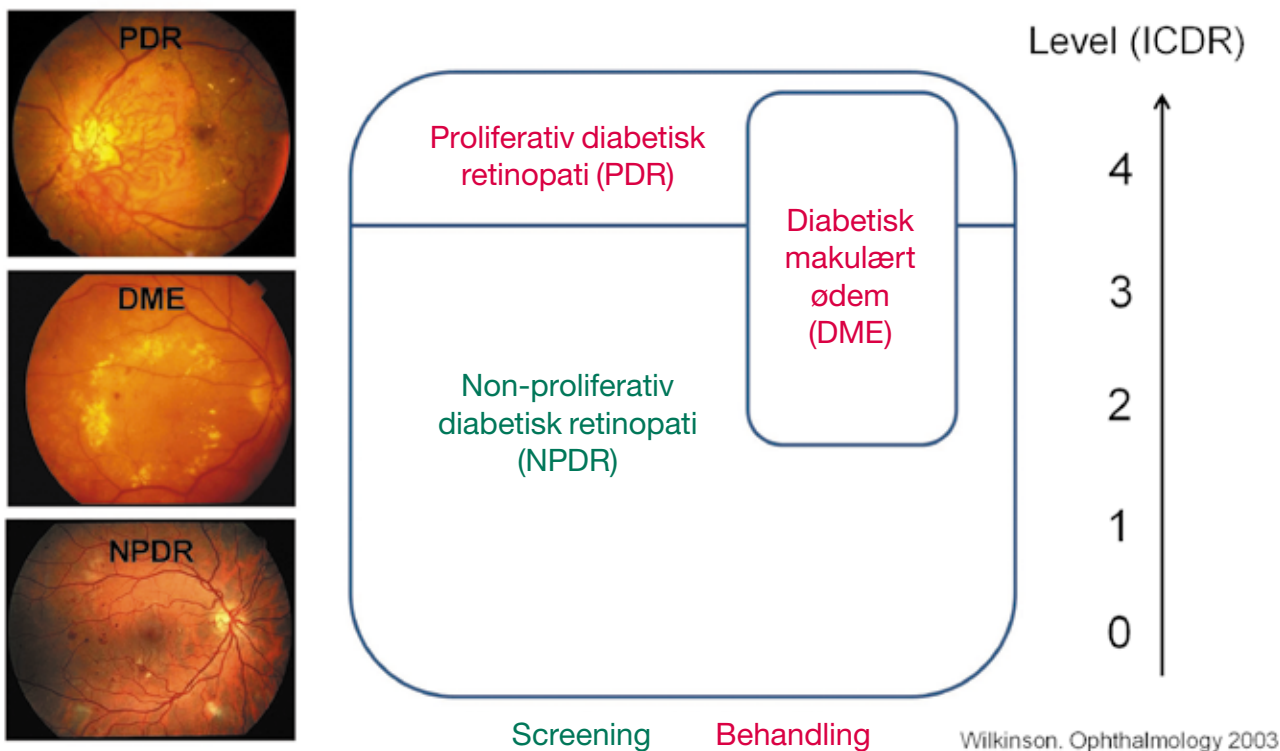 PDR
DME
NPDR
Proliferativ diabetisk
retinopati (PDR)
Diabetisk
makulært
ødem
(DME)
Non-proliferativ
diabetisk retinopati
(NPDR)
Screening Behandling
Level (ICDR)
4
3
2
1
0
Wilkinson. Ophthalmology 2003